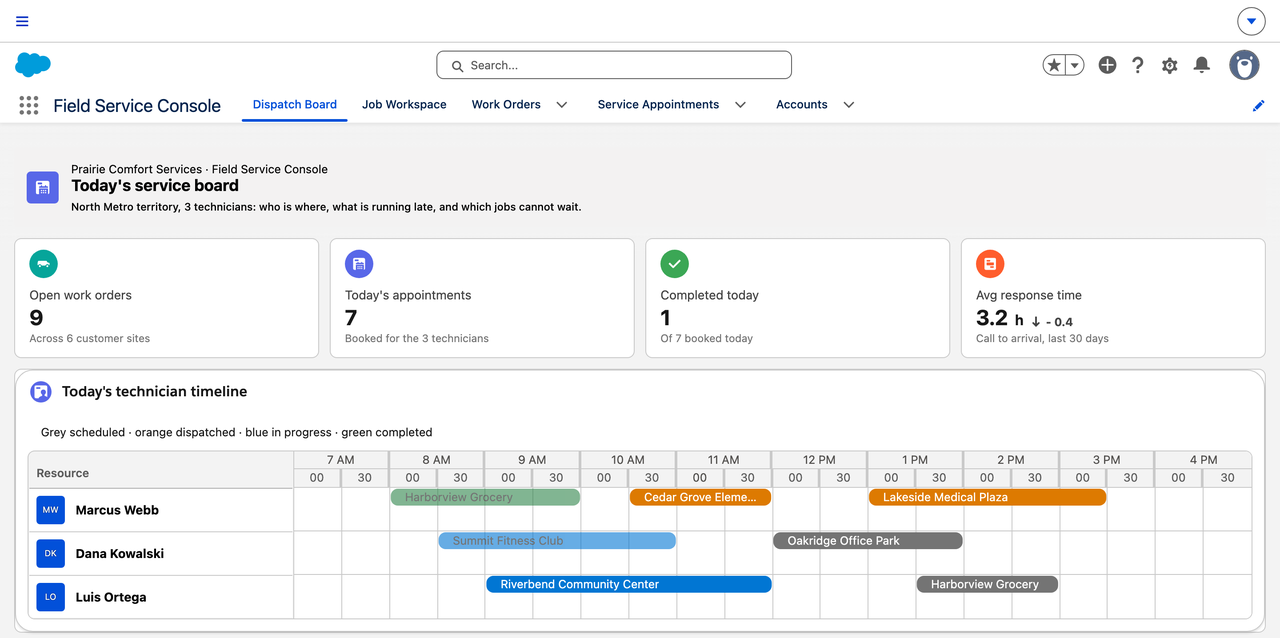 Search...
Field Service Console
Dispatch Board
Job Workspace
Work Orders
Service Appointments
Accounts
Prairie Comfort Services · Field Service Console
Today's service board
North Metro territory, 3 technicians: who is where, what is running late, and which jobs cannot wait.
Open work orders
9
Across 6 customer sites
Today's appointments
7
Booked for the 3 technicians
Completed today
1
Of 7 booked today
Avg response time
3.2 h ↓ - 0.4
Call to arrival, last 30 days
Today's technician timeline
Grey scheduled · orange dispatched · blue in progress · green completed
Resource
7 AM 8 AM 9 AM 10 AM 11 AM 12 PM 1 PM 2 PM 3 PM 4 PM
00 30 00 30 00 30 00 30 00 30 00 30 00 30 00 30 00 30 00 30
MW Marcus Webb
Harborview Grocery
Cedar Grove Eleme...
Lakeside Medical Plaza
DK Dana Kowalski
Summit Fitness Club
Oakridge Office Park
LO Luis Ortega
Riverbend Community Center
Harborview Grocery